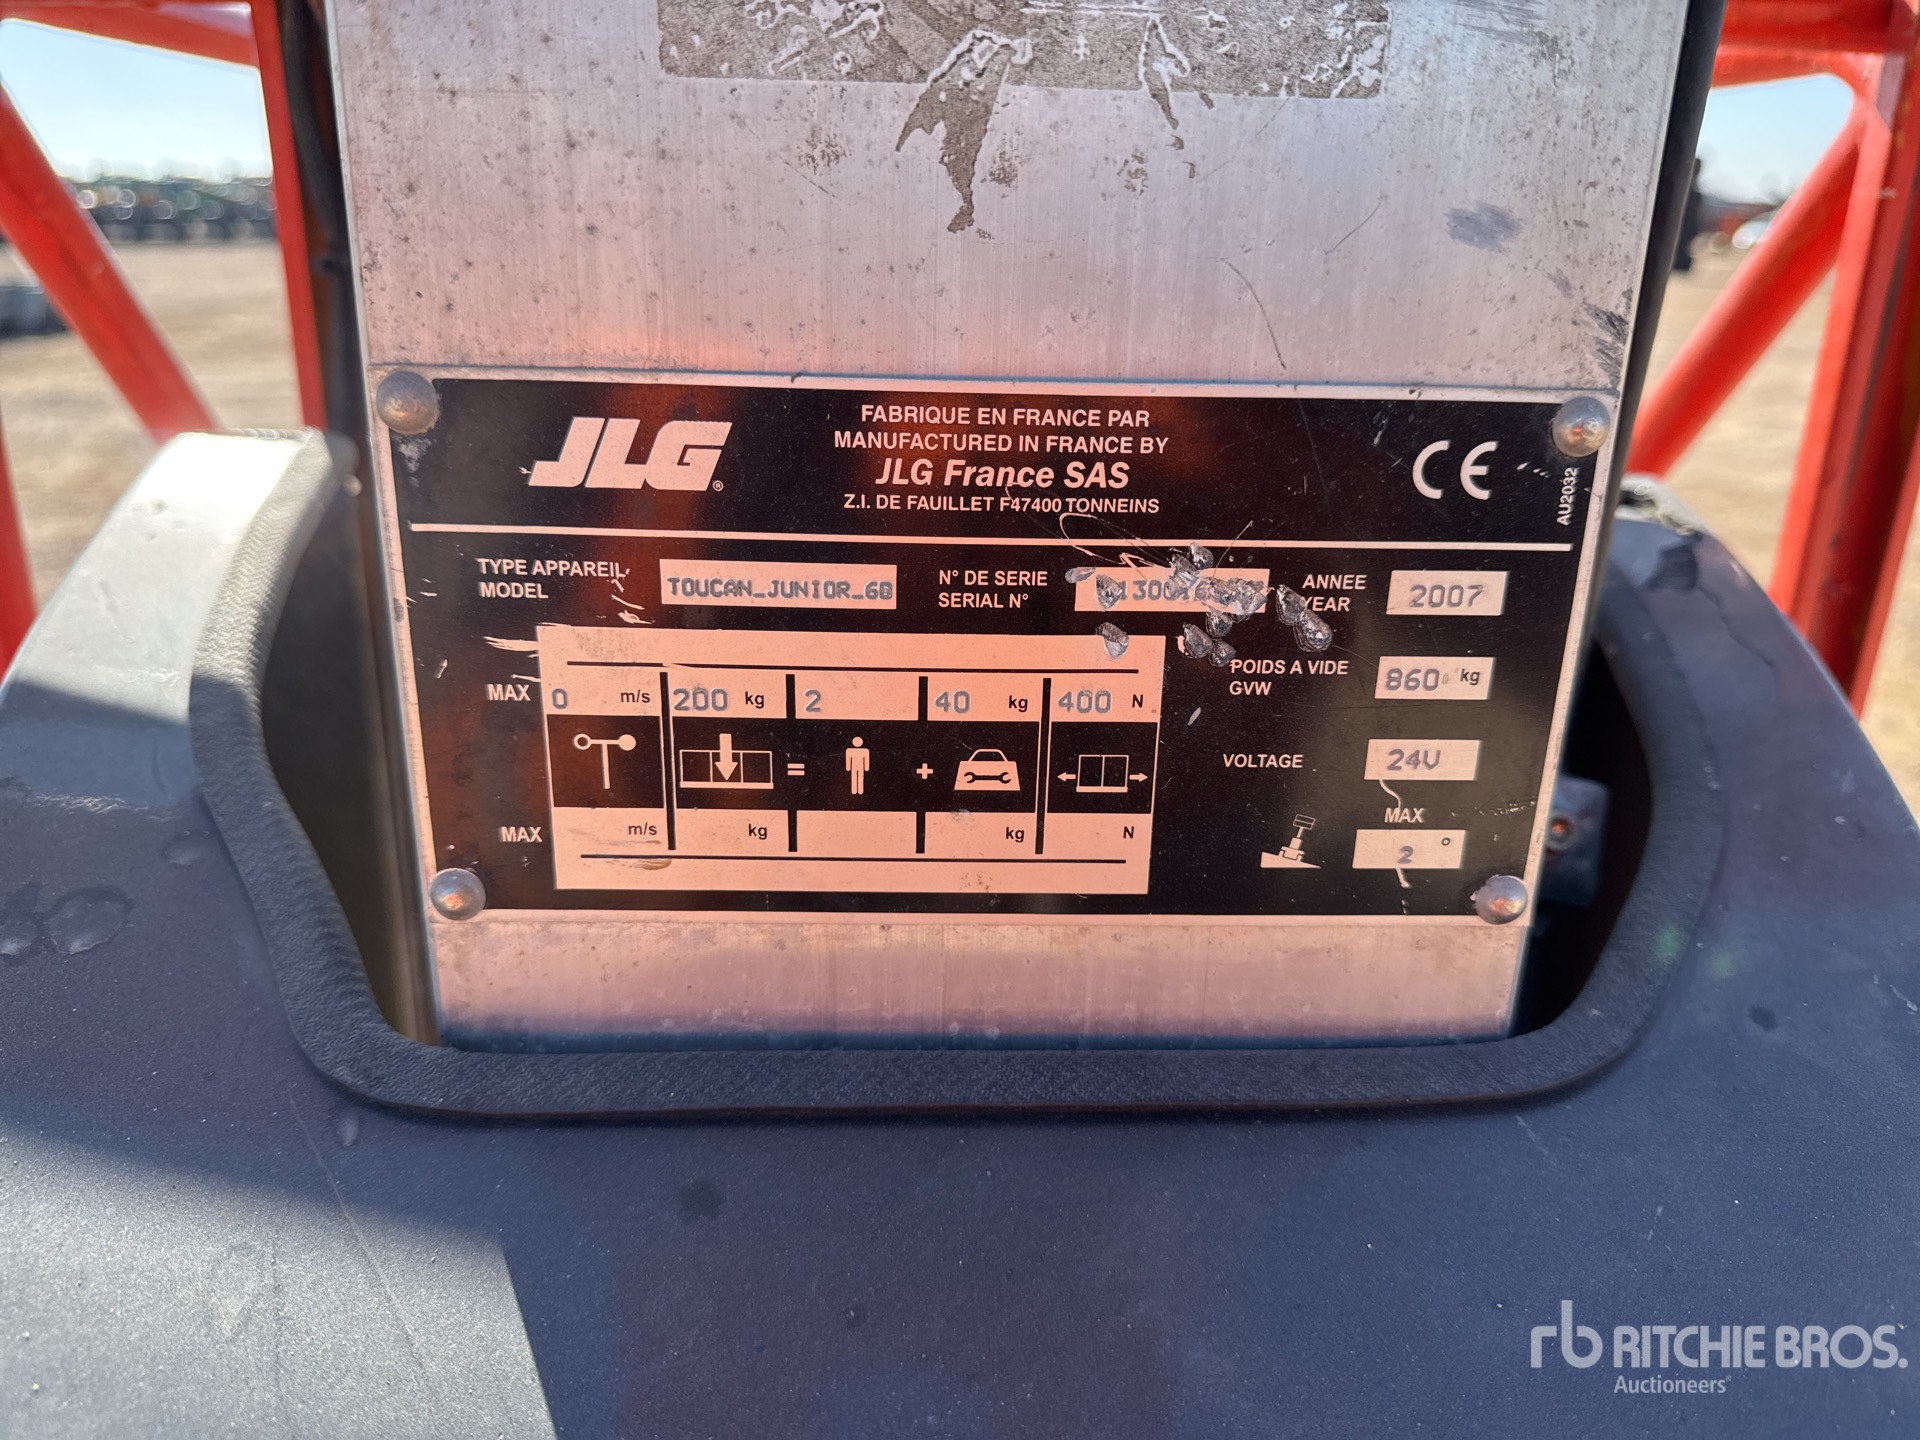 JLG®
FABRIQUE EN FRANCE PAR
MANUFACTURED IN FRANCE BY
JLG France SAS
Z.I. DE FAUILLET F47400 TONNEINS
CE
AU2032
TYPE APPAREIL
MODEL
TOUCAN_JUNIOR_6B
N° DE SERIE
SERIAL N°
ANNEE
YEAR
2007
POIDS A VIDE
GVW
860 kg
MAX 0 m/s 200 kg 2 40 kg 400 N
= +
VOLTAGE
24V
MAX m/s kg kg N
MAX
2 °
rb RITCHIE BROS.
Auctioneers